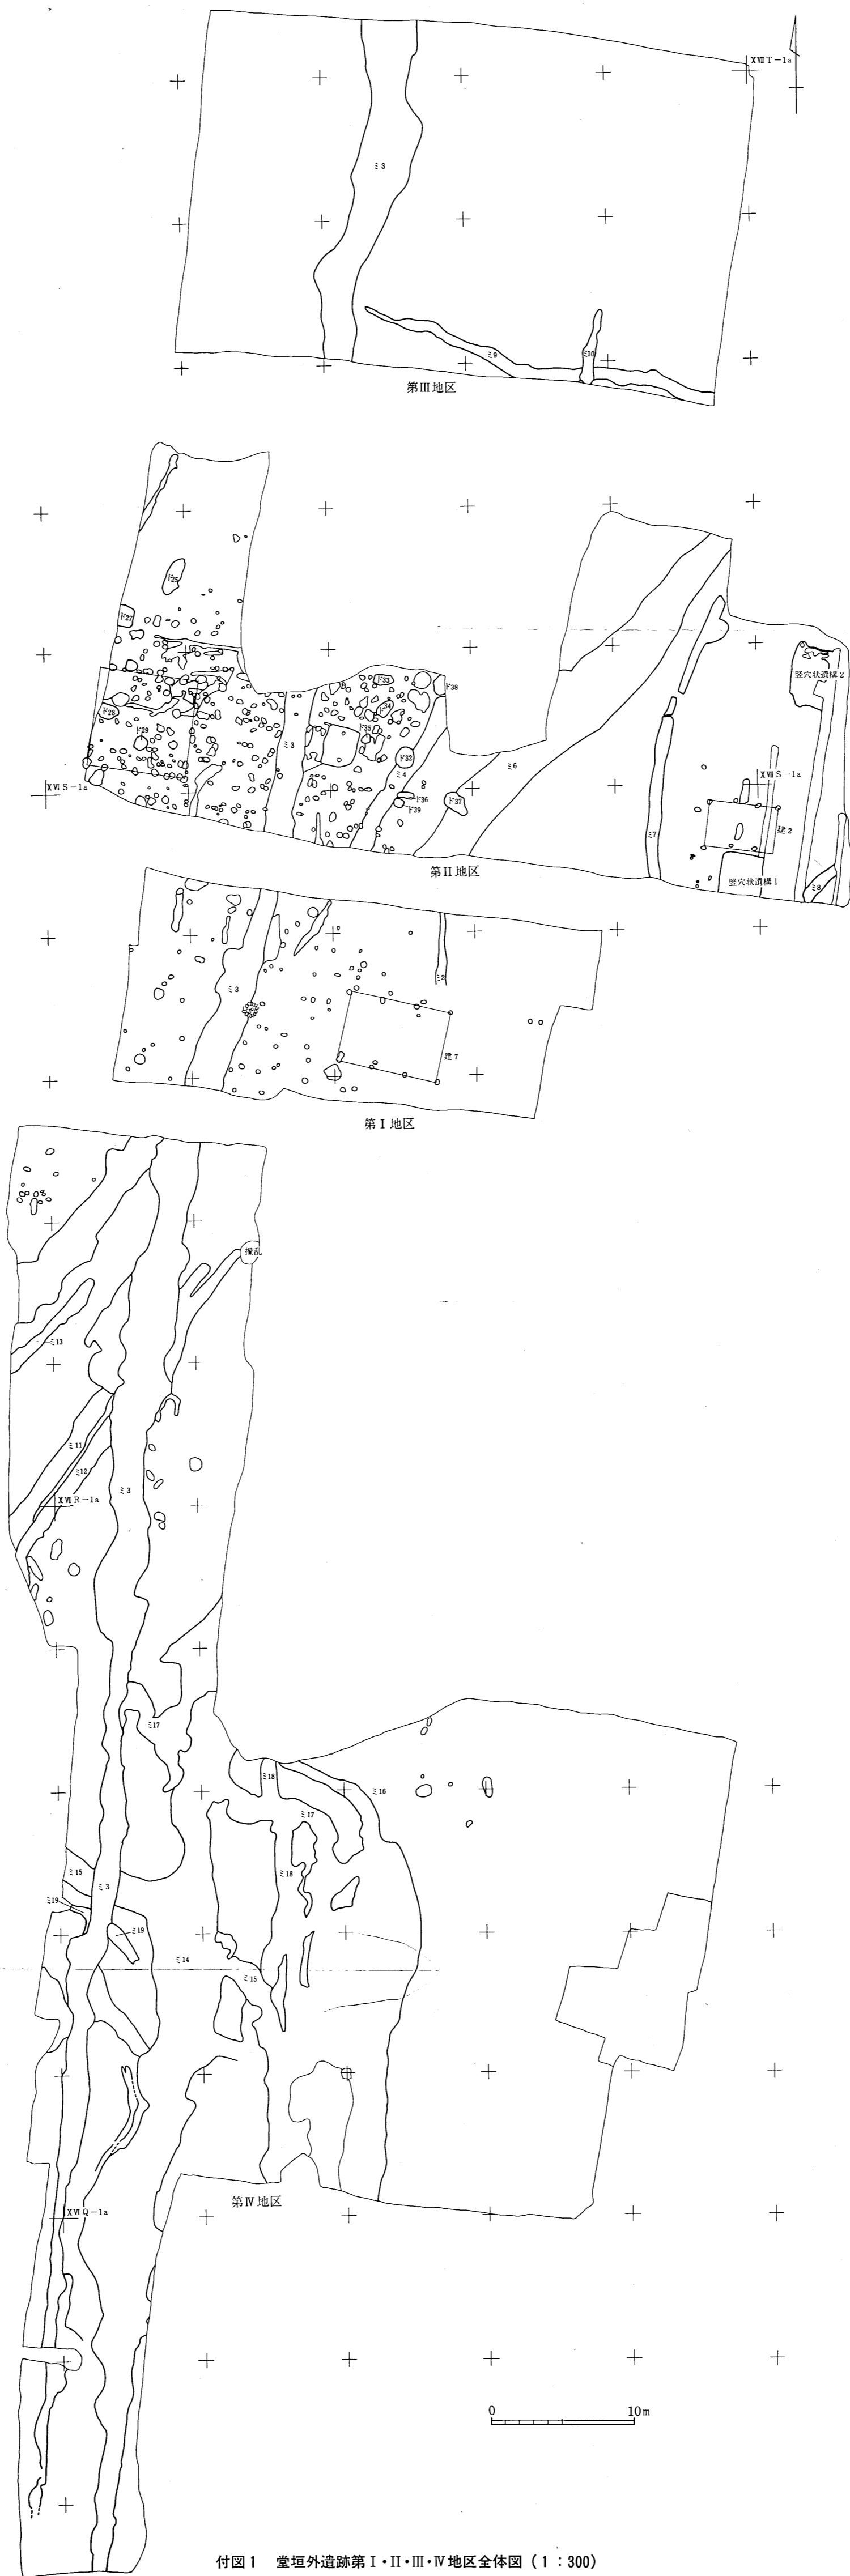 XVII T-1a
ミ3
ミ9
ミ10
第III地区
ド25
ド27
ド28
ド29
ド33
ド38
ド34
ド35
ド32
ミ3
ミ4
ド36
ド39
ド37
ミ6
竪穴状遺構2
XVII S-1a
XVII S-1a
ミ7
建2
竪穴状遺構1
ミ8
第II地区
ミ3
ミ2
建7
第I地区
撹乱
ミ13
ミ11
ミ12
ミ3
XVII R-1a
ミ17
ミ18
ミ16
ミ17
ミ15
ミ18
ミ3
ミ19
ミ19
ミ14
ミ15
第IV地区
XVII Q-1a
0 10m
付図1 堂垣外遺跡第I・II・III・IV地区全体図(1:300)